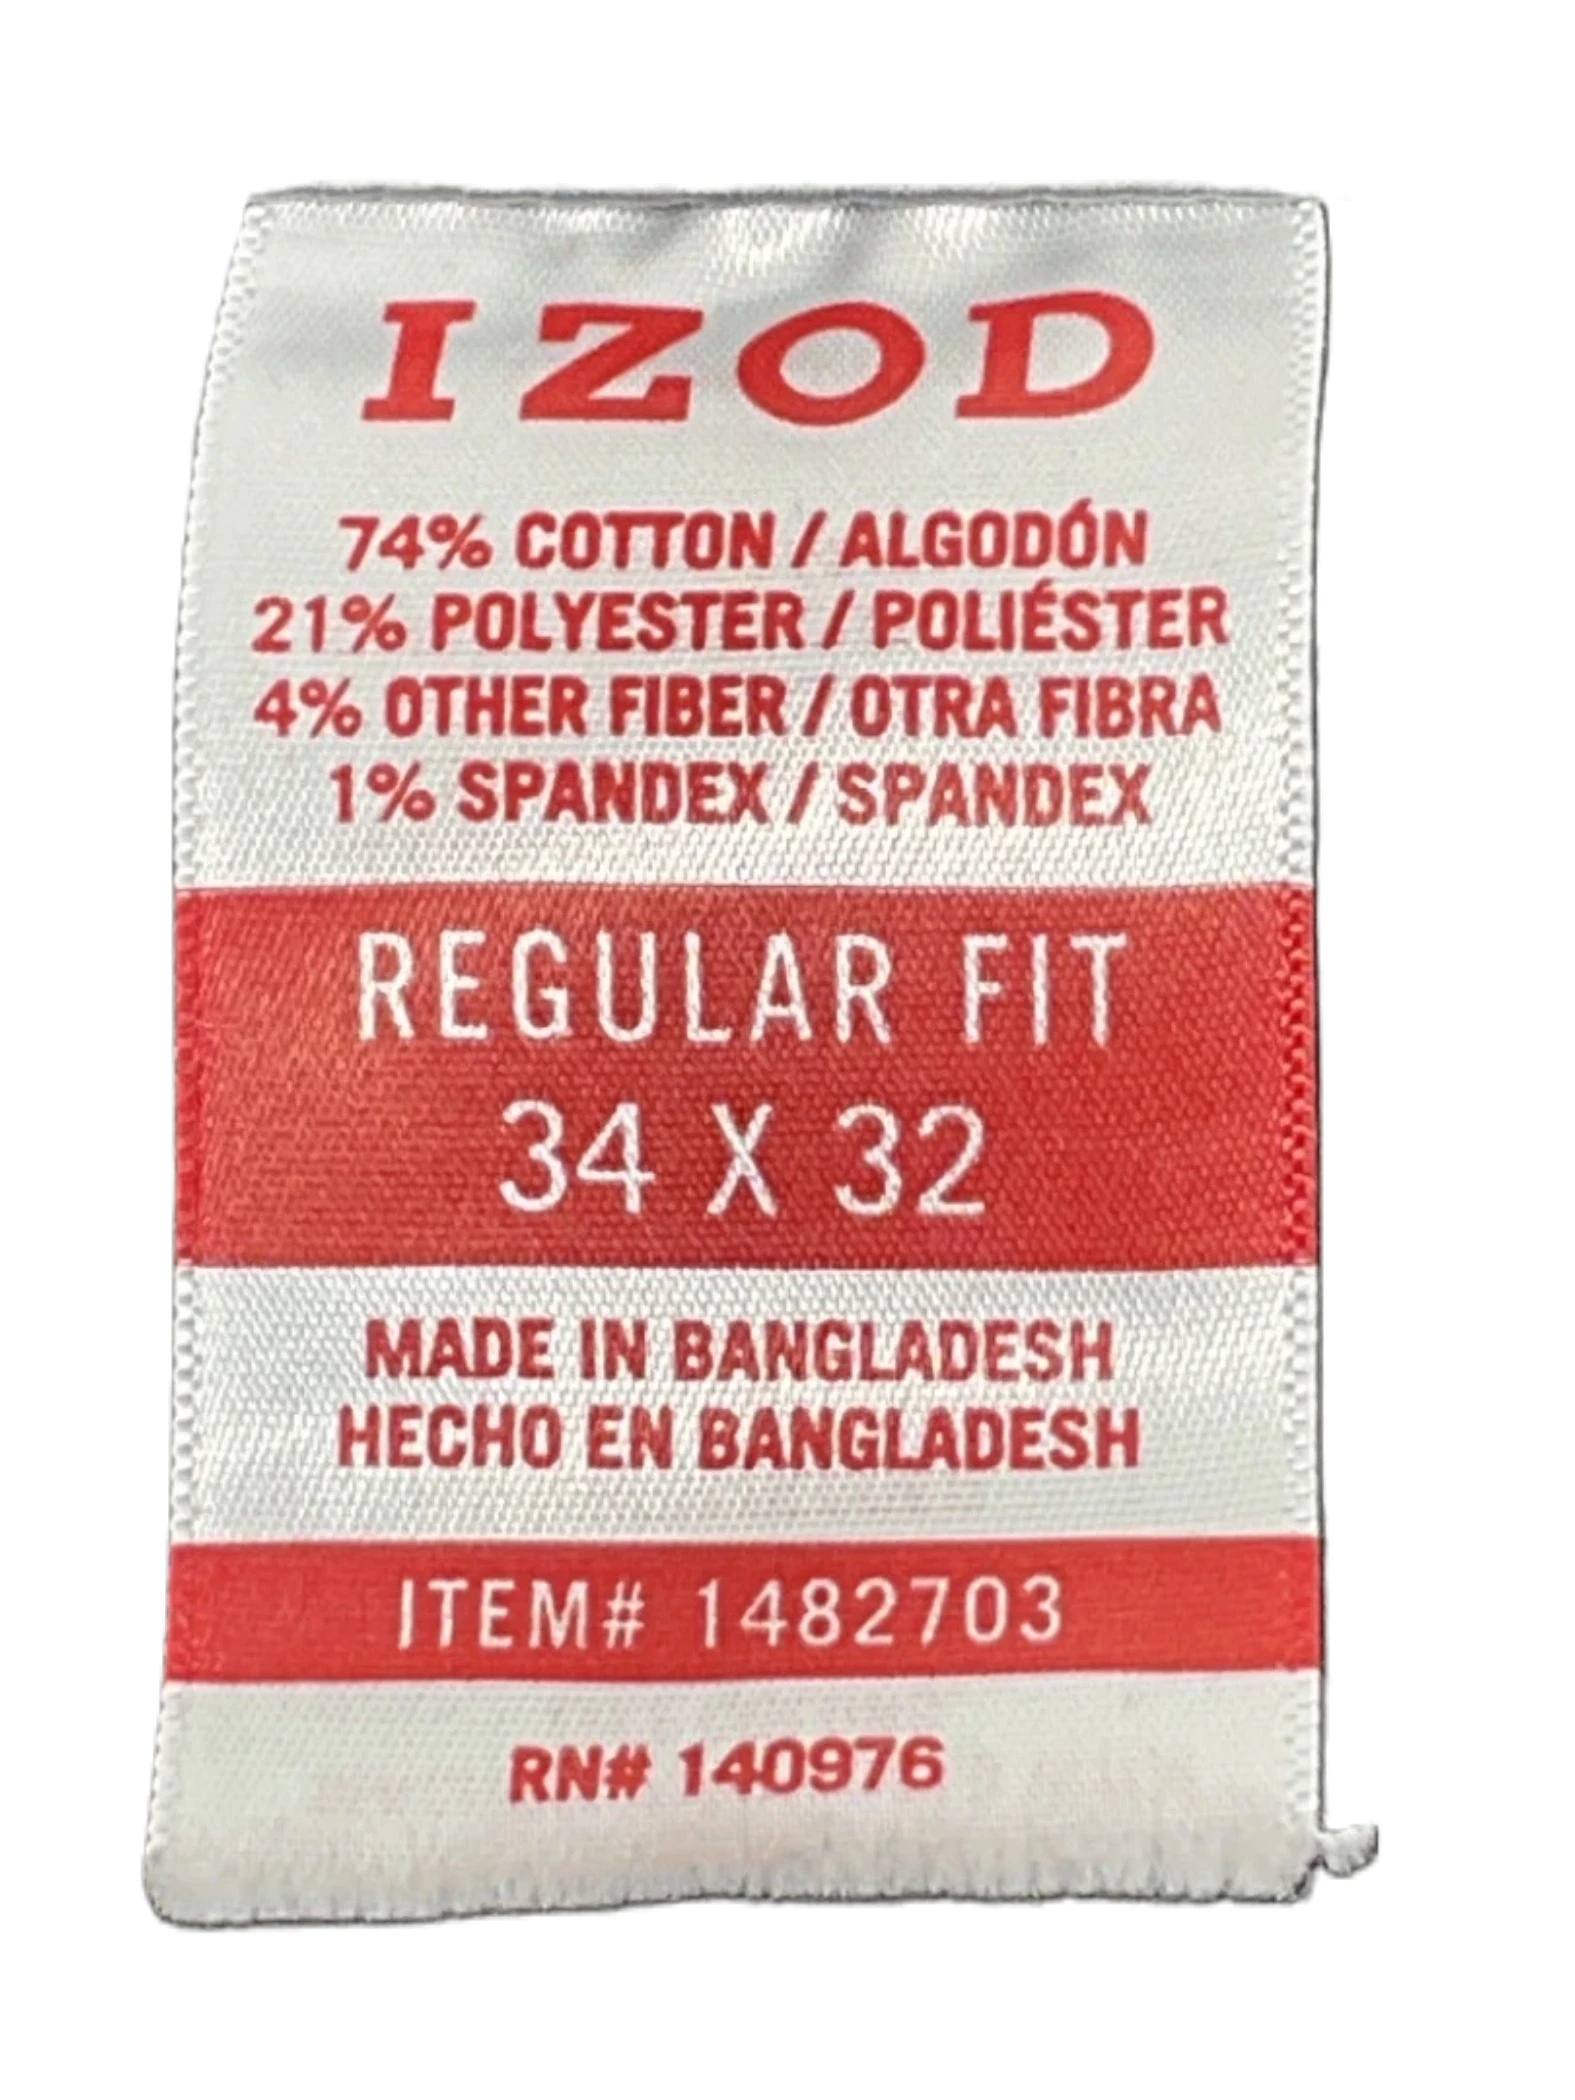 IZOD
74% COTTON / ALGODÓN
21% POLYESTER / POLIÉSTER
4% OTHER FIBER / OTRA FIBRA
1% SPANDEX / SPANDEX
REGULAR FIT
34 X 32
MADE IN BANGLADESH
HECHO EN BANGLADESH
ITEM# 1482703
RN# 140976